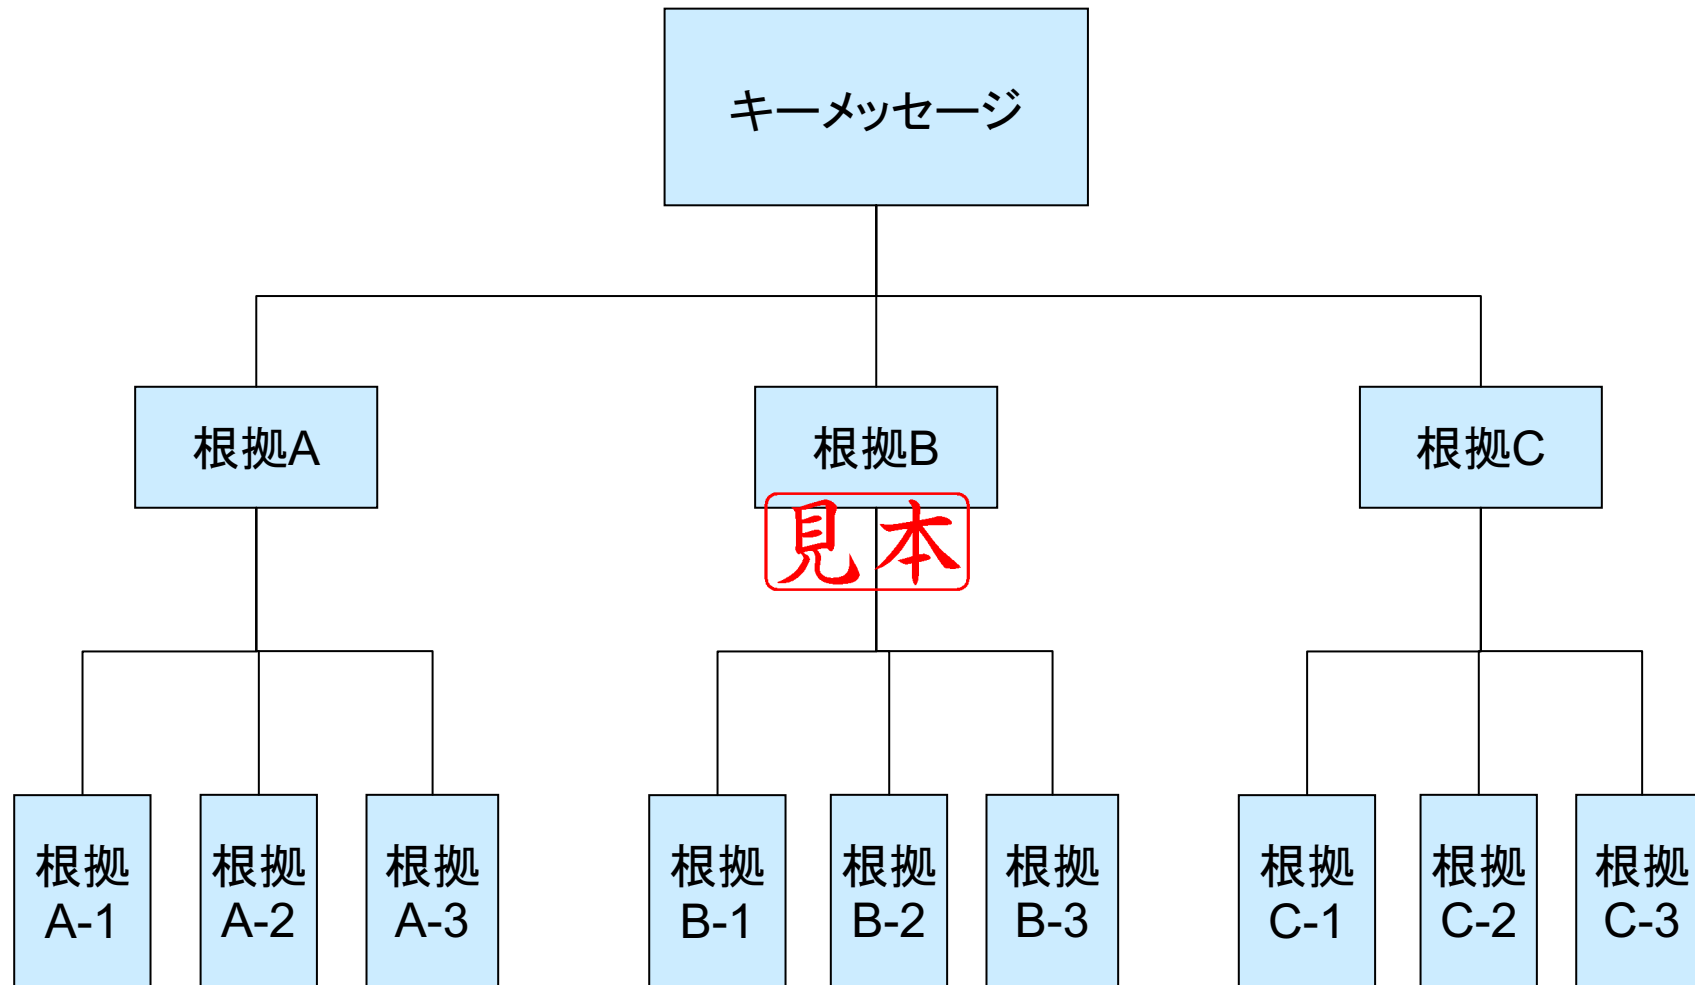 キーメッセージ
根拠A
根拠B
根拠C
見本
根拠
A-1
根拠
A-2
根拠
A-3
根拠
B-1
根拠
B-2
根拠
B-3
根拠
C-1
根拠
C-2
根拠
C-3